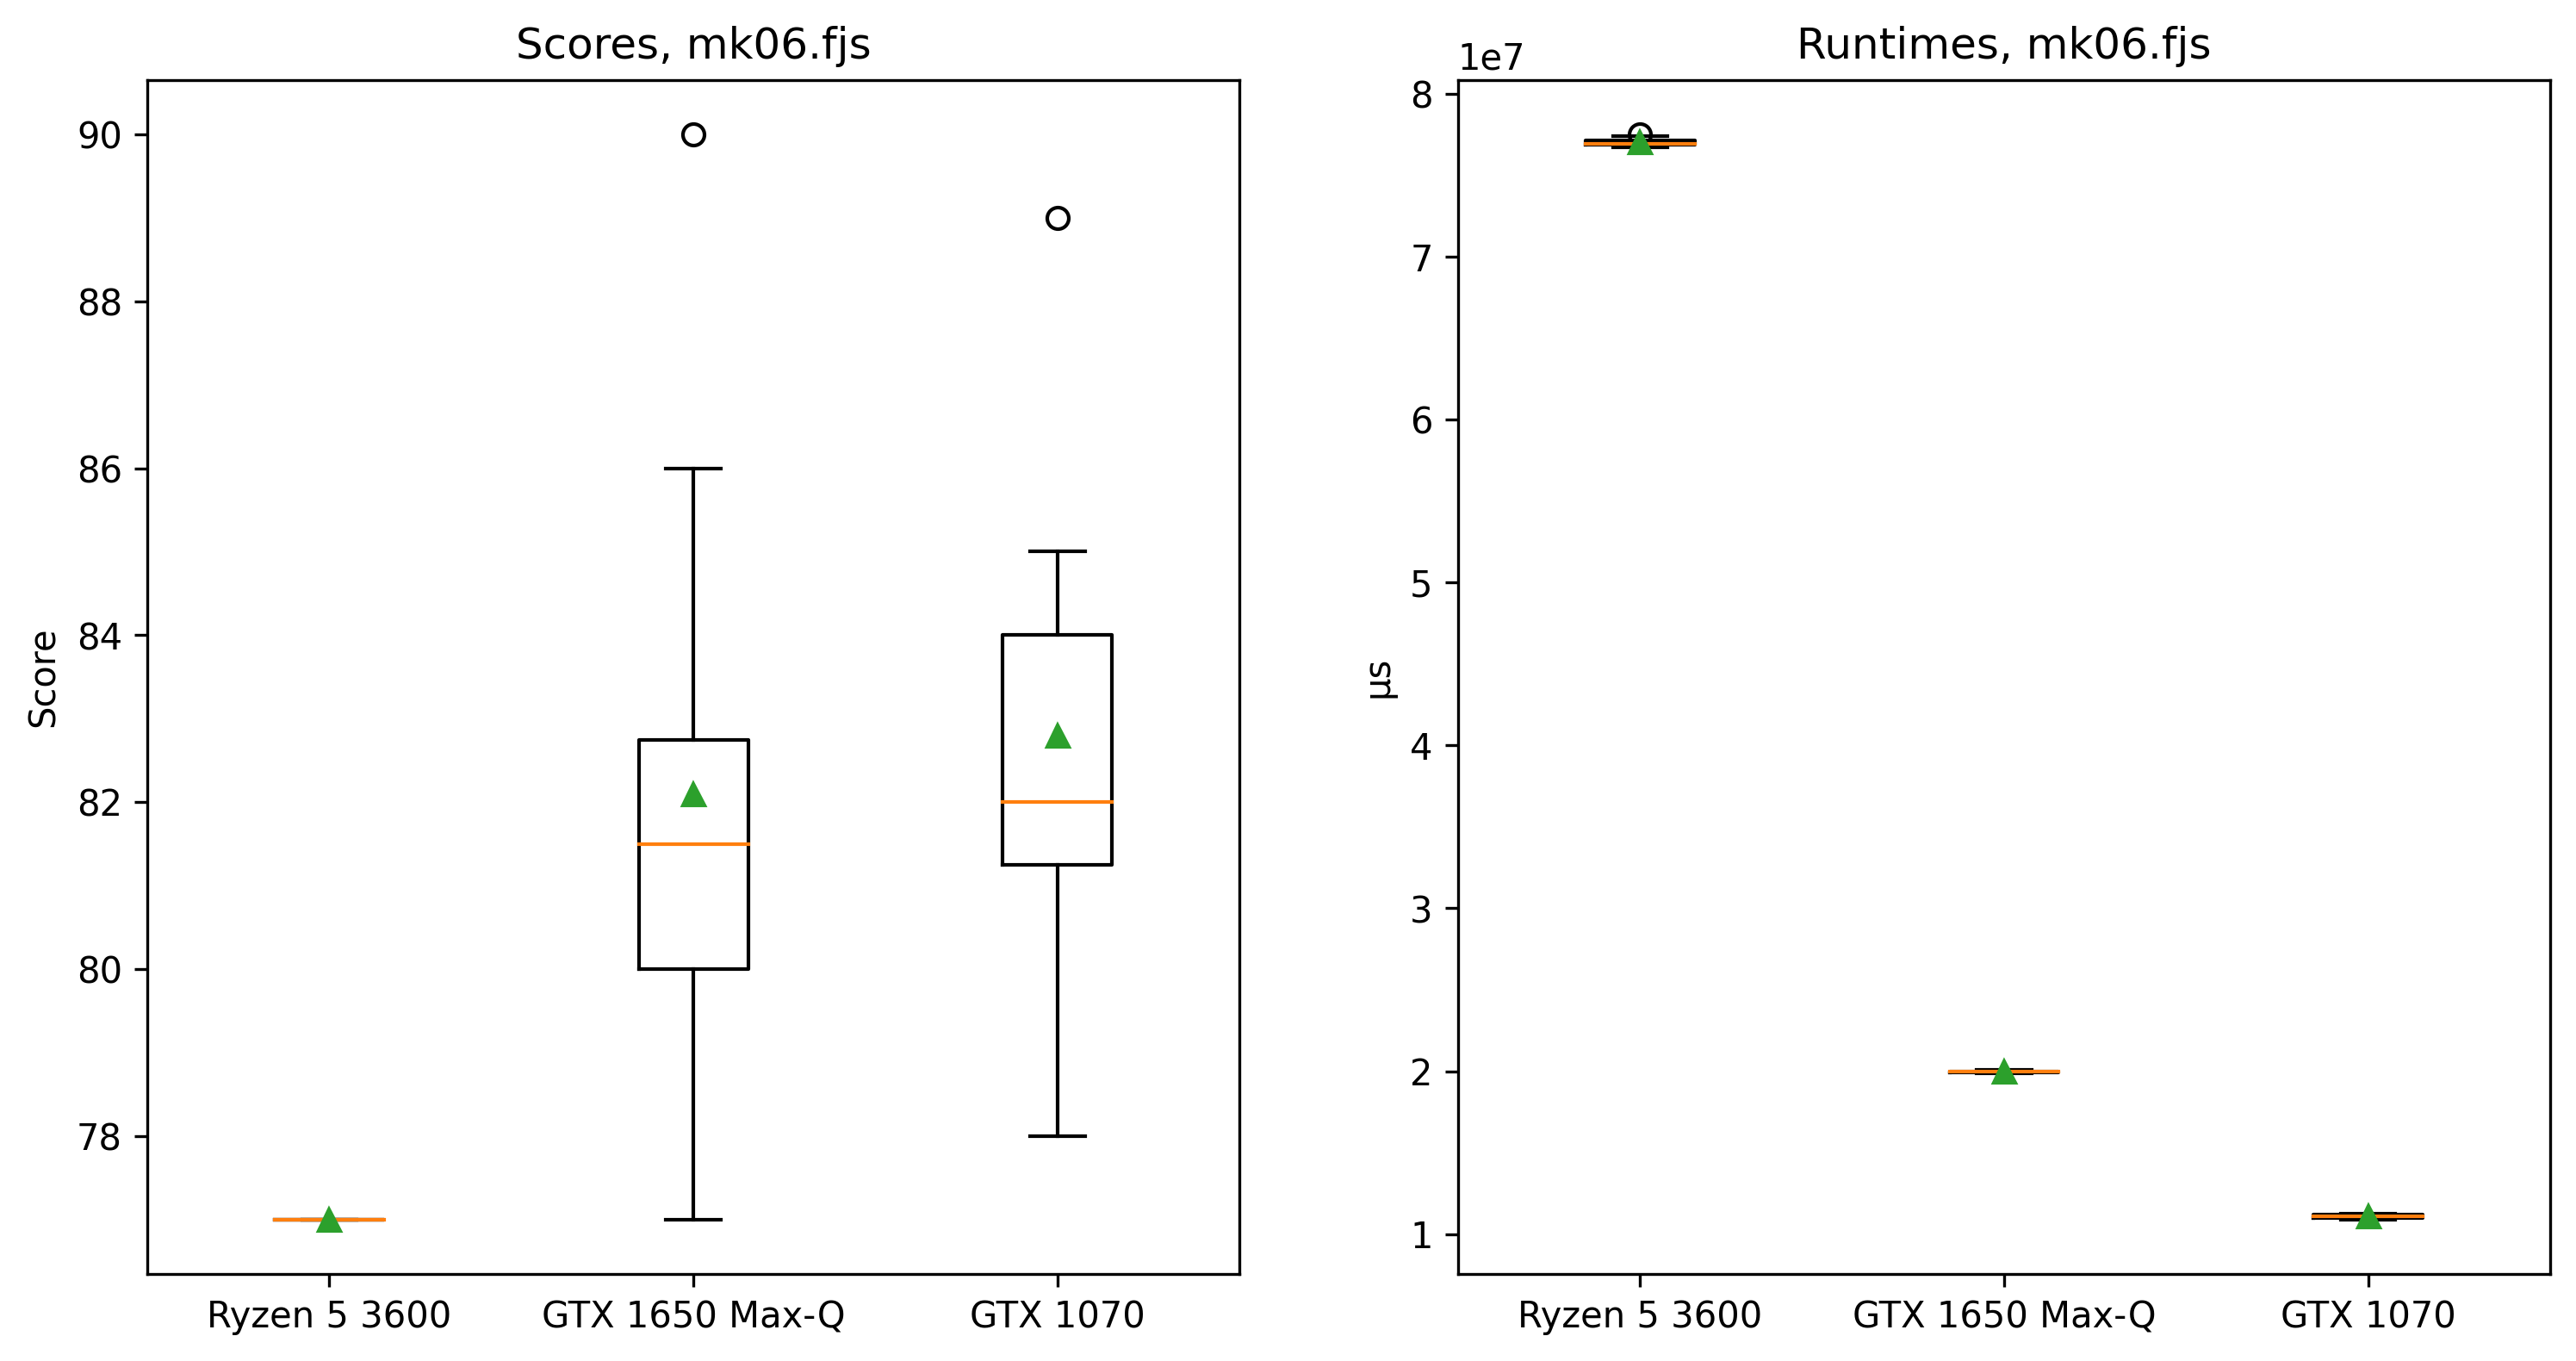 Scores, mk06.fjs
90
88
86
84
82
80
78
Score
Ryzen 5 3600
GTX 1650 Max-Q
GTX 1070
Runtimes, mk06.fjs
1e7
8
7
6
5
4
3
2
1
µs
Ryzen 5 3600
GTX 1650 Max-Q
GTX 1070